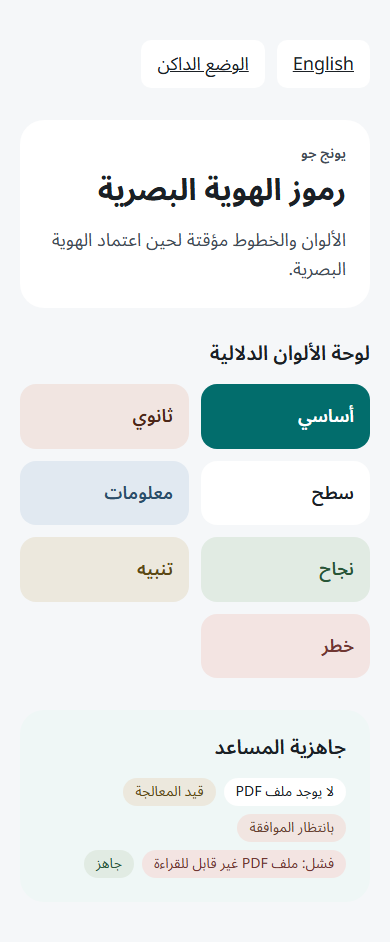 English
الوضع الداكن
يونج جو
رموز الهوية البصرية
الألوان والخطوط مؤقتة لحين اعتماد الهوية
البصرية.
لوحة الألوان الدلالية
أساسي
ثانوي
سطح
معلومات
نجاح
تنبيه
خطر
جاهزية المساعد
لا يوجد ملف PDF
قيد المعالجة
بانتظار الموافقة
فشل: ملف PDF غير قابل للقراءة
جاهز